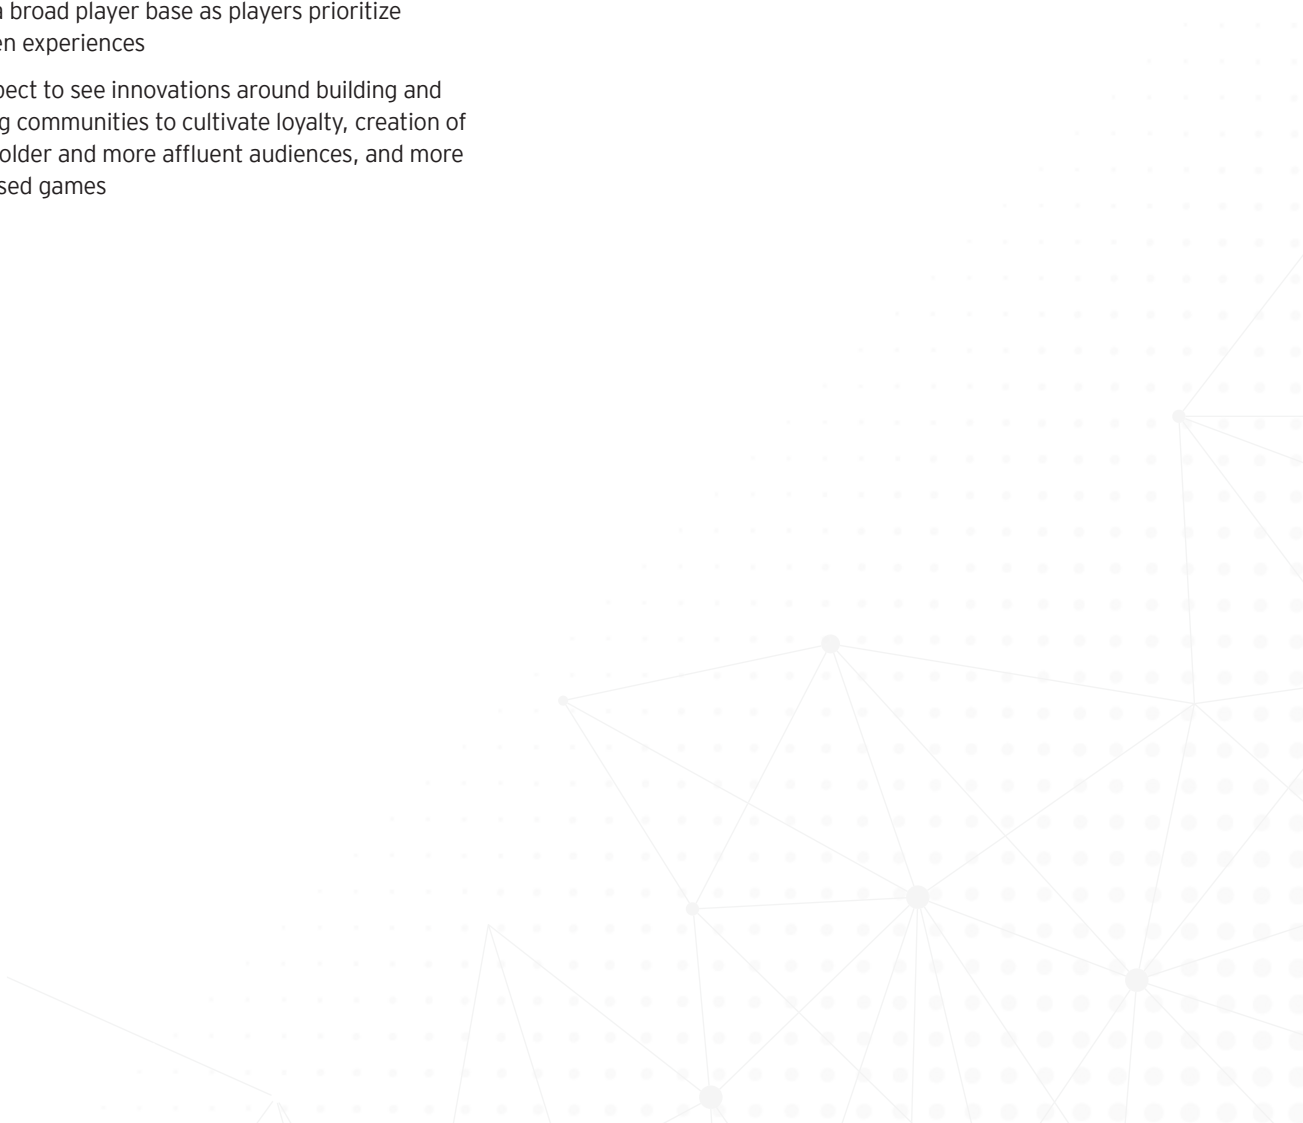 a broad player base as players prioritize
en experiences
pect to see innovations around building and
g communities to cultivate loyalty, creation of
older and more affluent audiences, and more
sed games